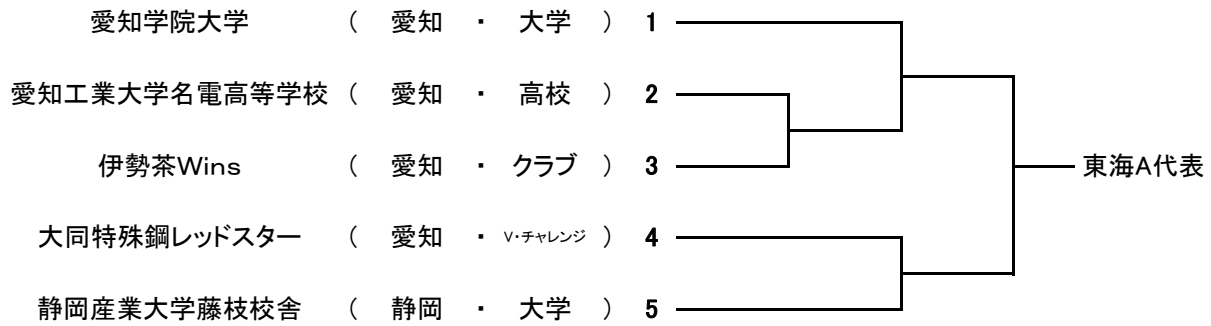 愛知学院大学 ( 愛知 ・ 大学 ) 1
愛知工業大学名電高等学校 ( 愛知 ・ 高校 ) 2
伊勢茶Wins ( 愛知 ・ クラブ ) 3
東海A代表
大同特殊鋼レッドスター ( 愛知 ・ V・チャレンジ ) 4
静岡産業大学藤枝校舎 ( 静岡 ・ 大学 ) 5